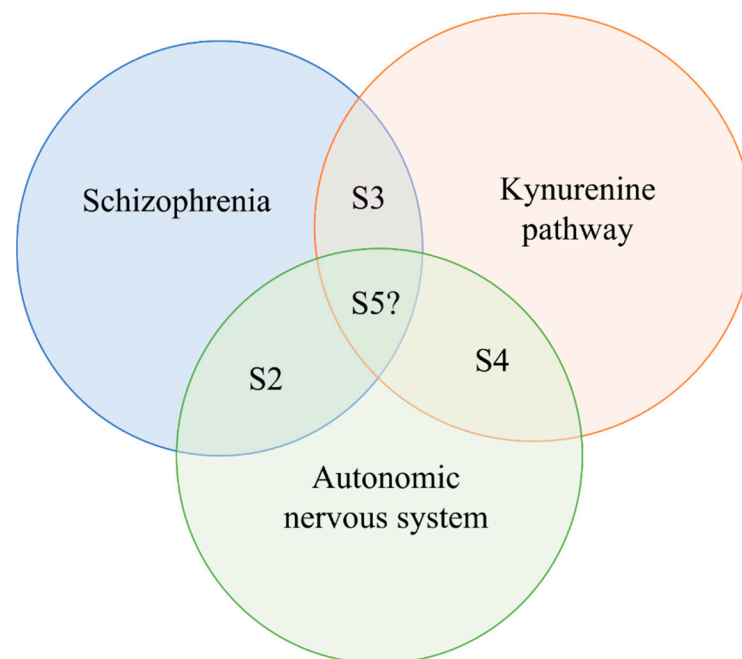 Schizophrenia
S3
Kynurenine
pathway
S5?
S2
S4
Autonomic
nervous system